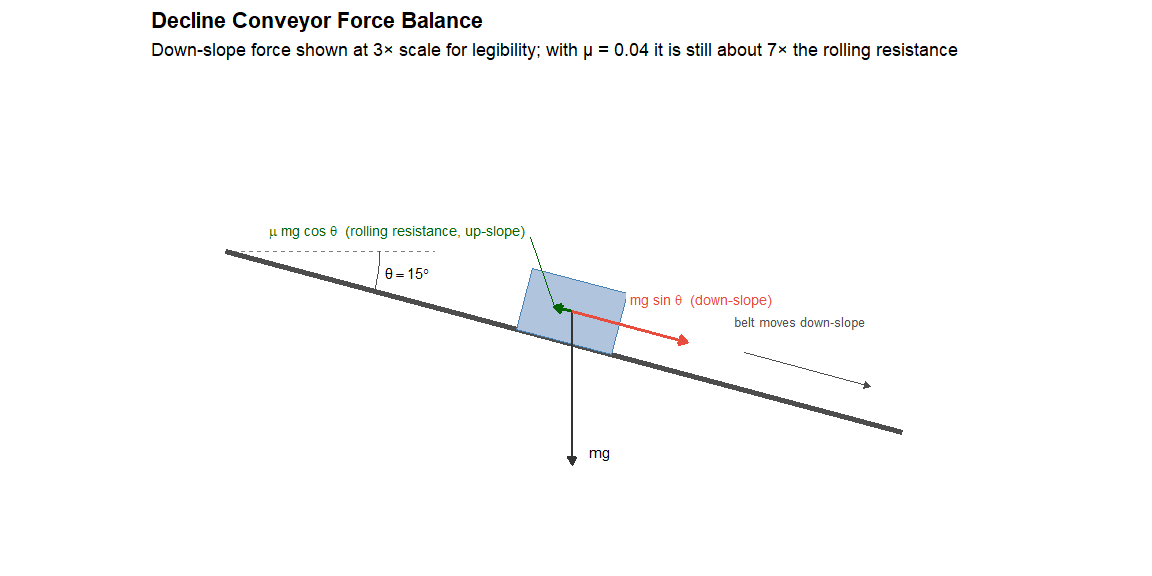 Decline Conveyor Force Balance
Down-slope force shown at 3× scale for legibility; with μ = 0.04 it is still about 7× the rolling resistance
μ mg cos θ (rolling resistance, up-slope)
θ = 15°
mg sin θ (down-slope)
belt moves down-slope
mg